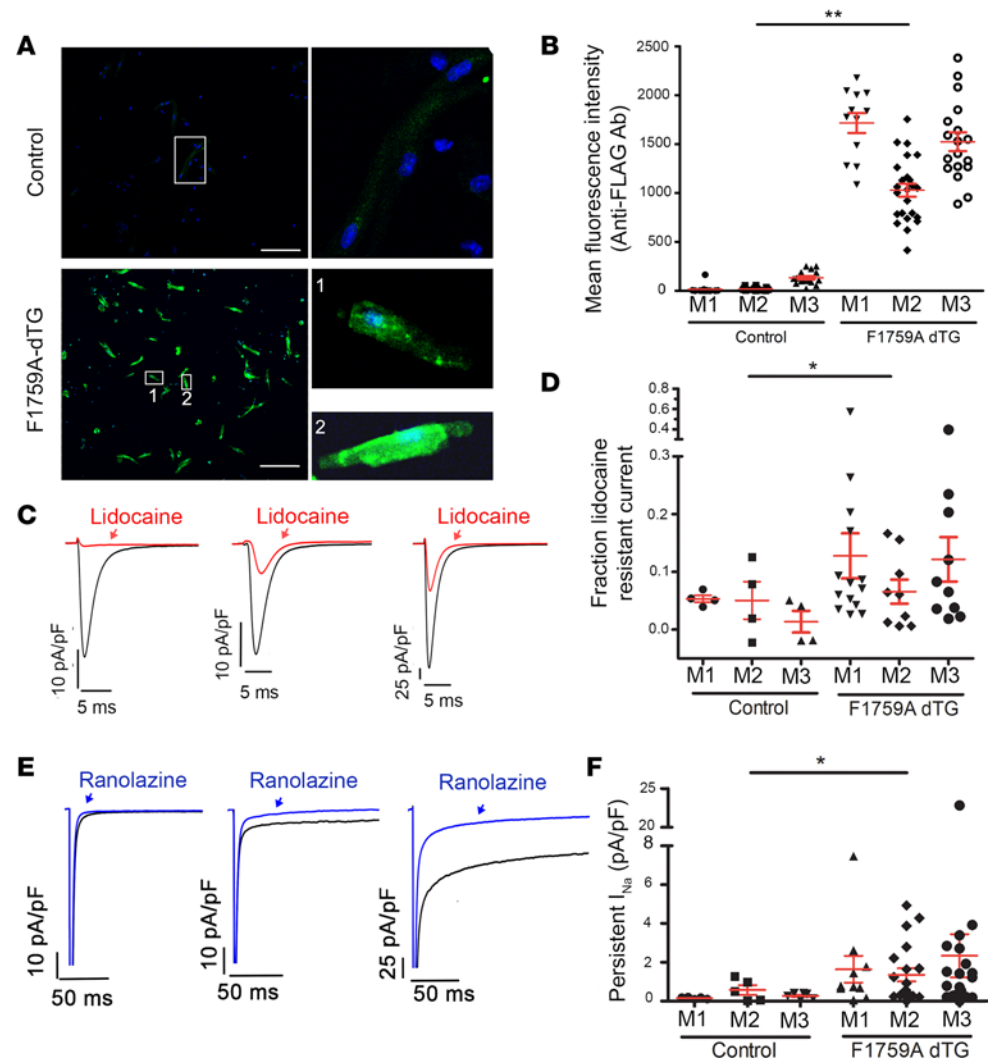 A
Control
F1759A-dTG
1
2
1
2
B
**
Mean fluorescence intensity
(Anti-FLAG Ab)
2500
2000
1500
1000
500
0
M1 M2 M3 M1 M2 M3
Control F1759A dTG
C
Lidocaine Lidocaine Lidocaine
10 pA/pF 10 pA/pF 25 pA/pF
5 ms 5 ms 5 ms
D
*
Fraction lidocaine
resistant current
0.8
0.6
0.4
0.3
0.2
0.1
0.0
M1 M2 M3 M1 M2 M3
Control F1759A dTG
E
Ranolazine Ranolazine Ranolazine
10 pA/pF 10 pA/pF 25 pA/pF
50 ms 50 ms 50 ms
F
*
Persistent I_Na (pA/pF)
25
20
8
6
4
2
0
M1 M2 M3 M1 M2 M3
Control F1759A dTG